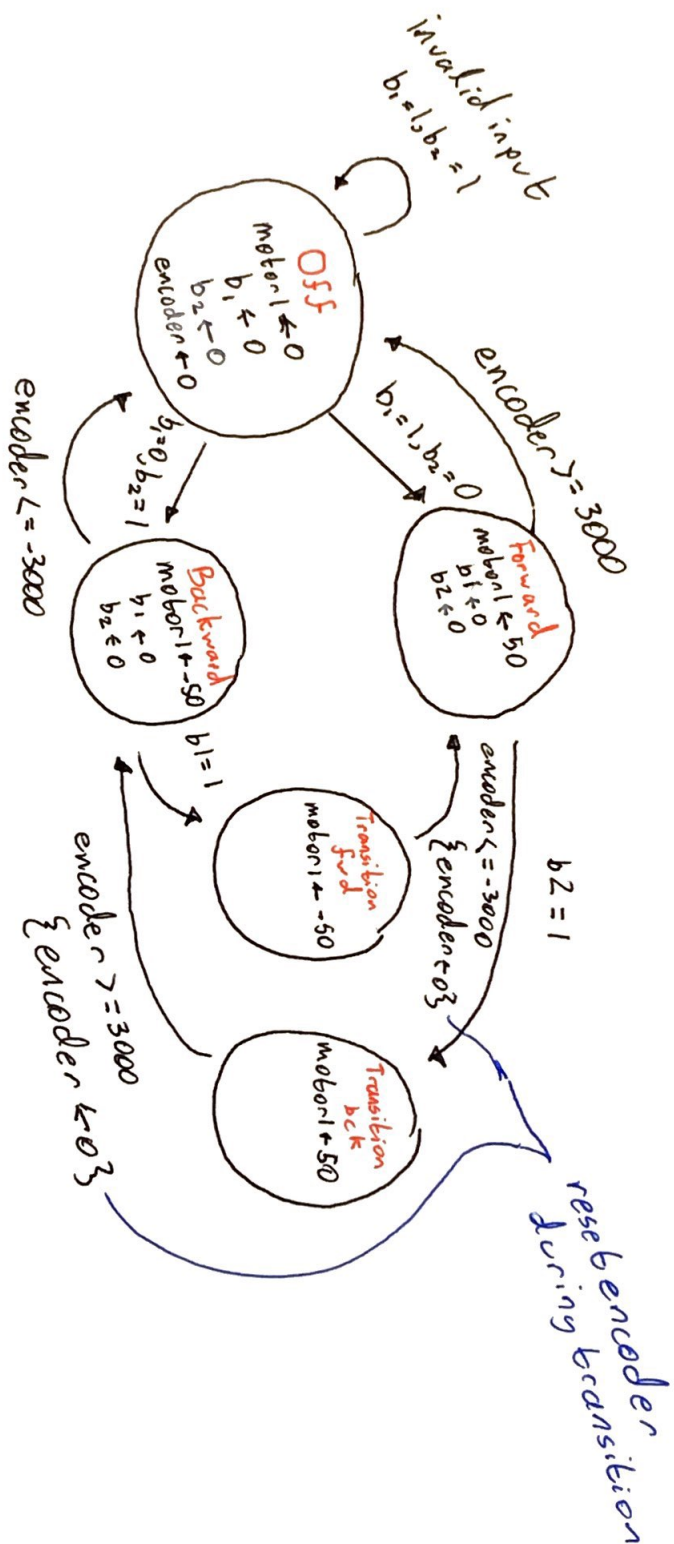 invalid input
b₁=1, b₂=1
Off
motor1 ← 0
b₁ ← 0
b₂ ← 0
encoder ← 0
encoder >= 3000
b₁=1, b₂=0
b₁=0, b₂=1
encoder <= -3000
Forward
motor1 ← 50
b1 ← 0
b2 ← 0
Backward
motor1 ← -50
b₁ ← 0
b₂ ← 0
b2=1
encoder <= -3000
{encoder ← 0}
b1=1
Transition
fwd
motor1 ← -50
encoder >= 3000
{encoder ← 0}
Transition
bck
motor1 ← 50
reset encoder
during transition